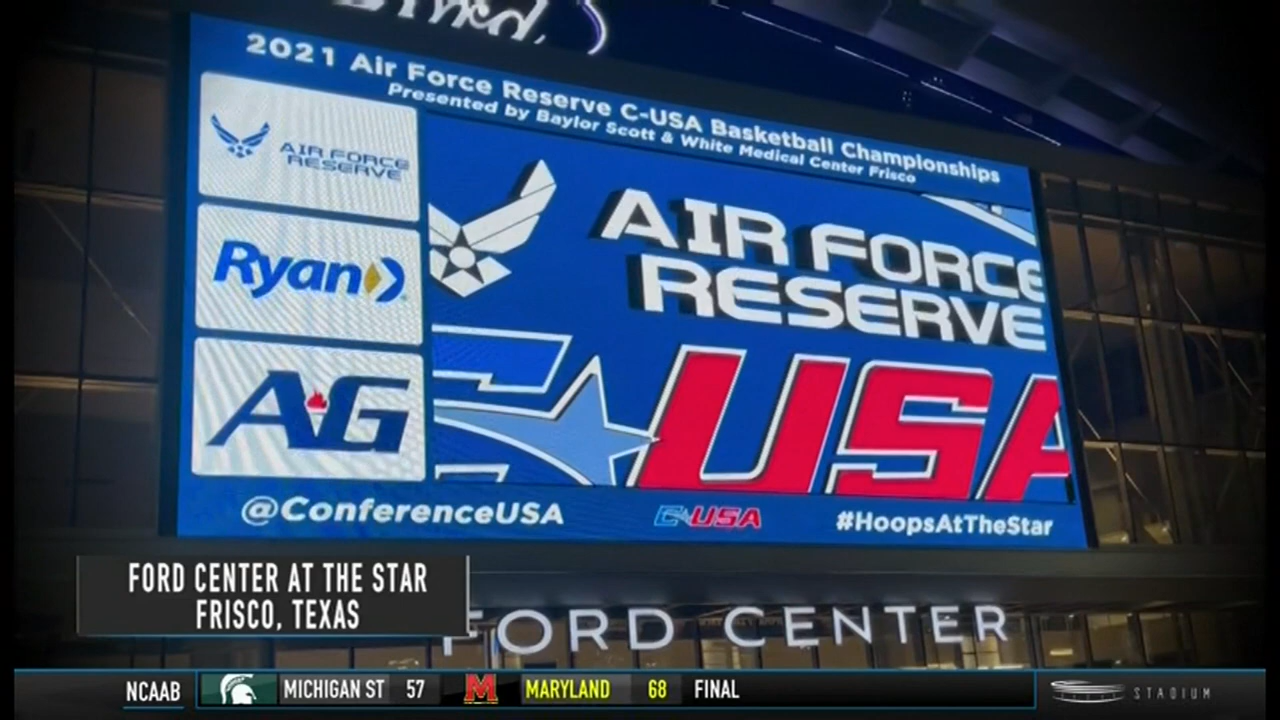 Ford
2021 Air Force Reserve C-USA Basketball Championships
Presented by Baylor Scott & White Medical Center Frisco
AIR FORCE
RESERVE
Ryan
AG
AIR FORCE
RESERVE
C USA
@ConferenceUSA
C USA
#HoopsAtTheStar
FORD CENTER AT THE STAR
FRISCO, TEXAS
FORD CENTER
NCAAB MICHIGAN ST 57 M MARYLAND 68 FINAL
STADIUM